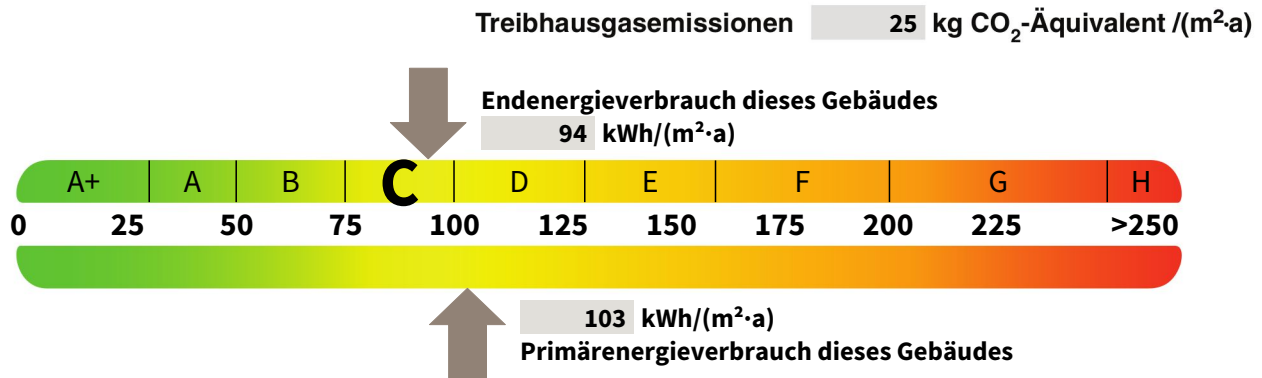 Treibhausgasemissionen 25 kg CO₂-Äquivalent /(m²·a)
Endenergieverbrauch dieses Gebäudes
94 kWh/(m²·a)
A+ A B C D E F G H
0 25 50 75 100 125 150 175 200 225 >250
103 kWh/(m²·a)
Primärenergieverbrauch dieses Gebäudes